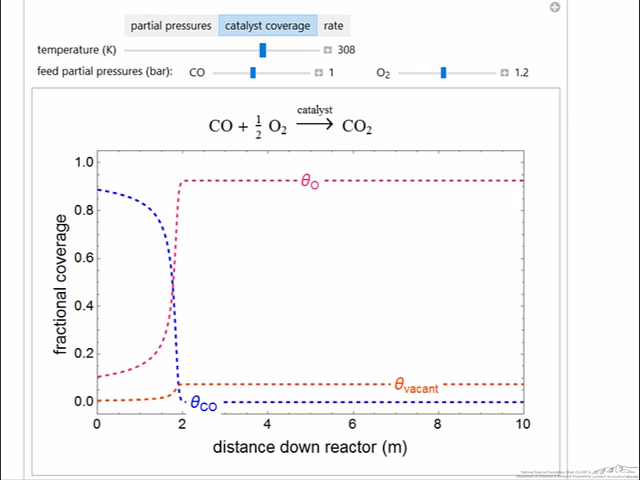 partial pressures catalyst coverage rate
temperature (K) 308
feed partial pressures (bar): CO 1 O₂ 1.2
catalyst
CO + 1/2 O₂ ⟶ CO₂
1.0
0.8
0.6
0.4
0.2
0.0
fractional coverage
θO
θvacant
θCO
0 2 4 6 8 10
distance down reactor (m)